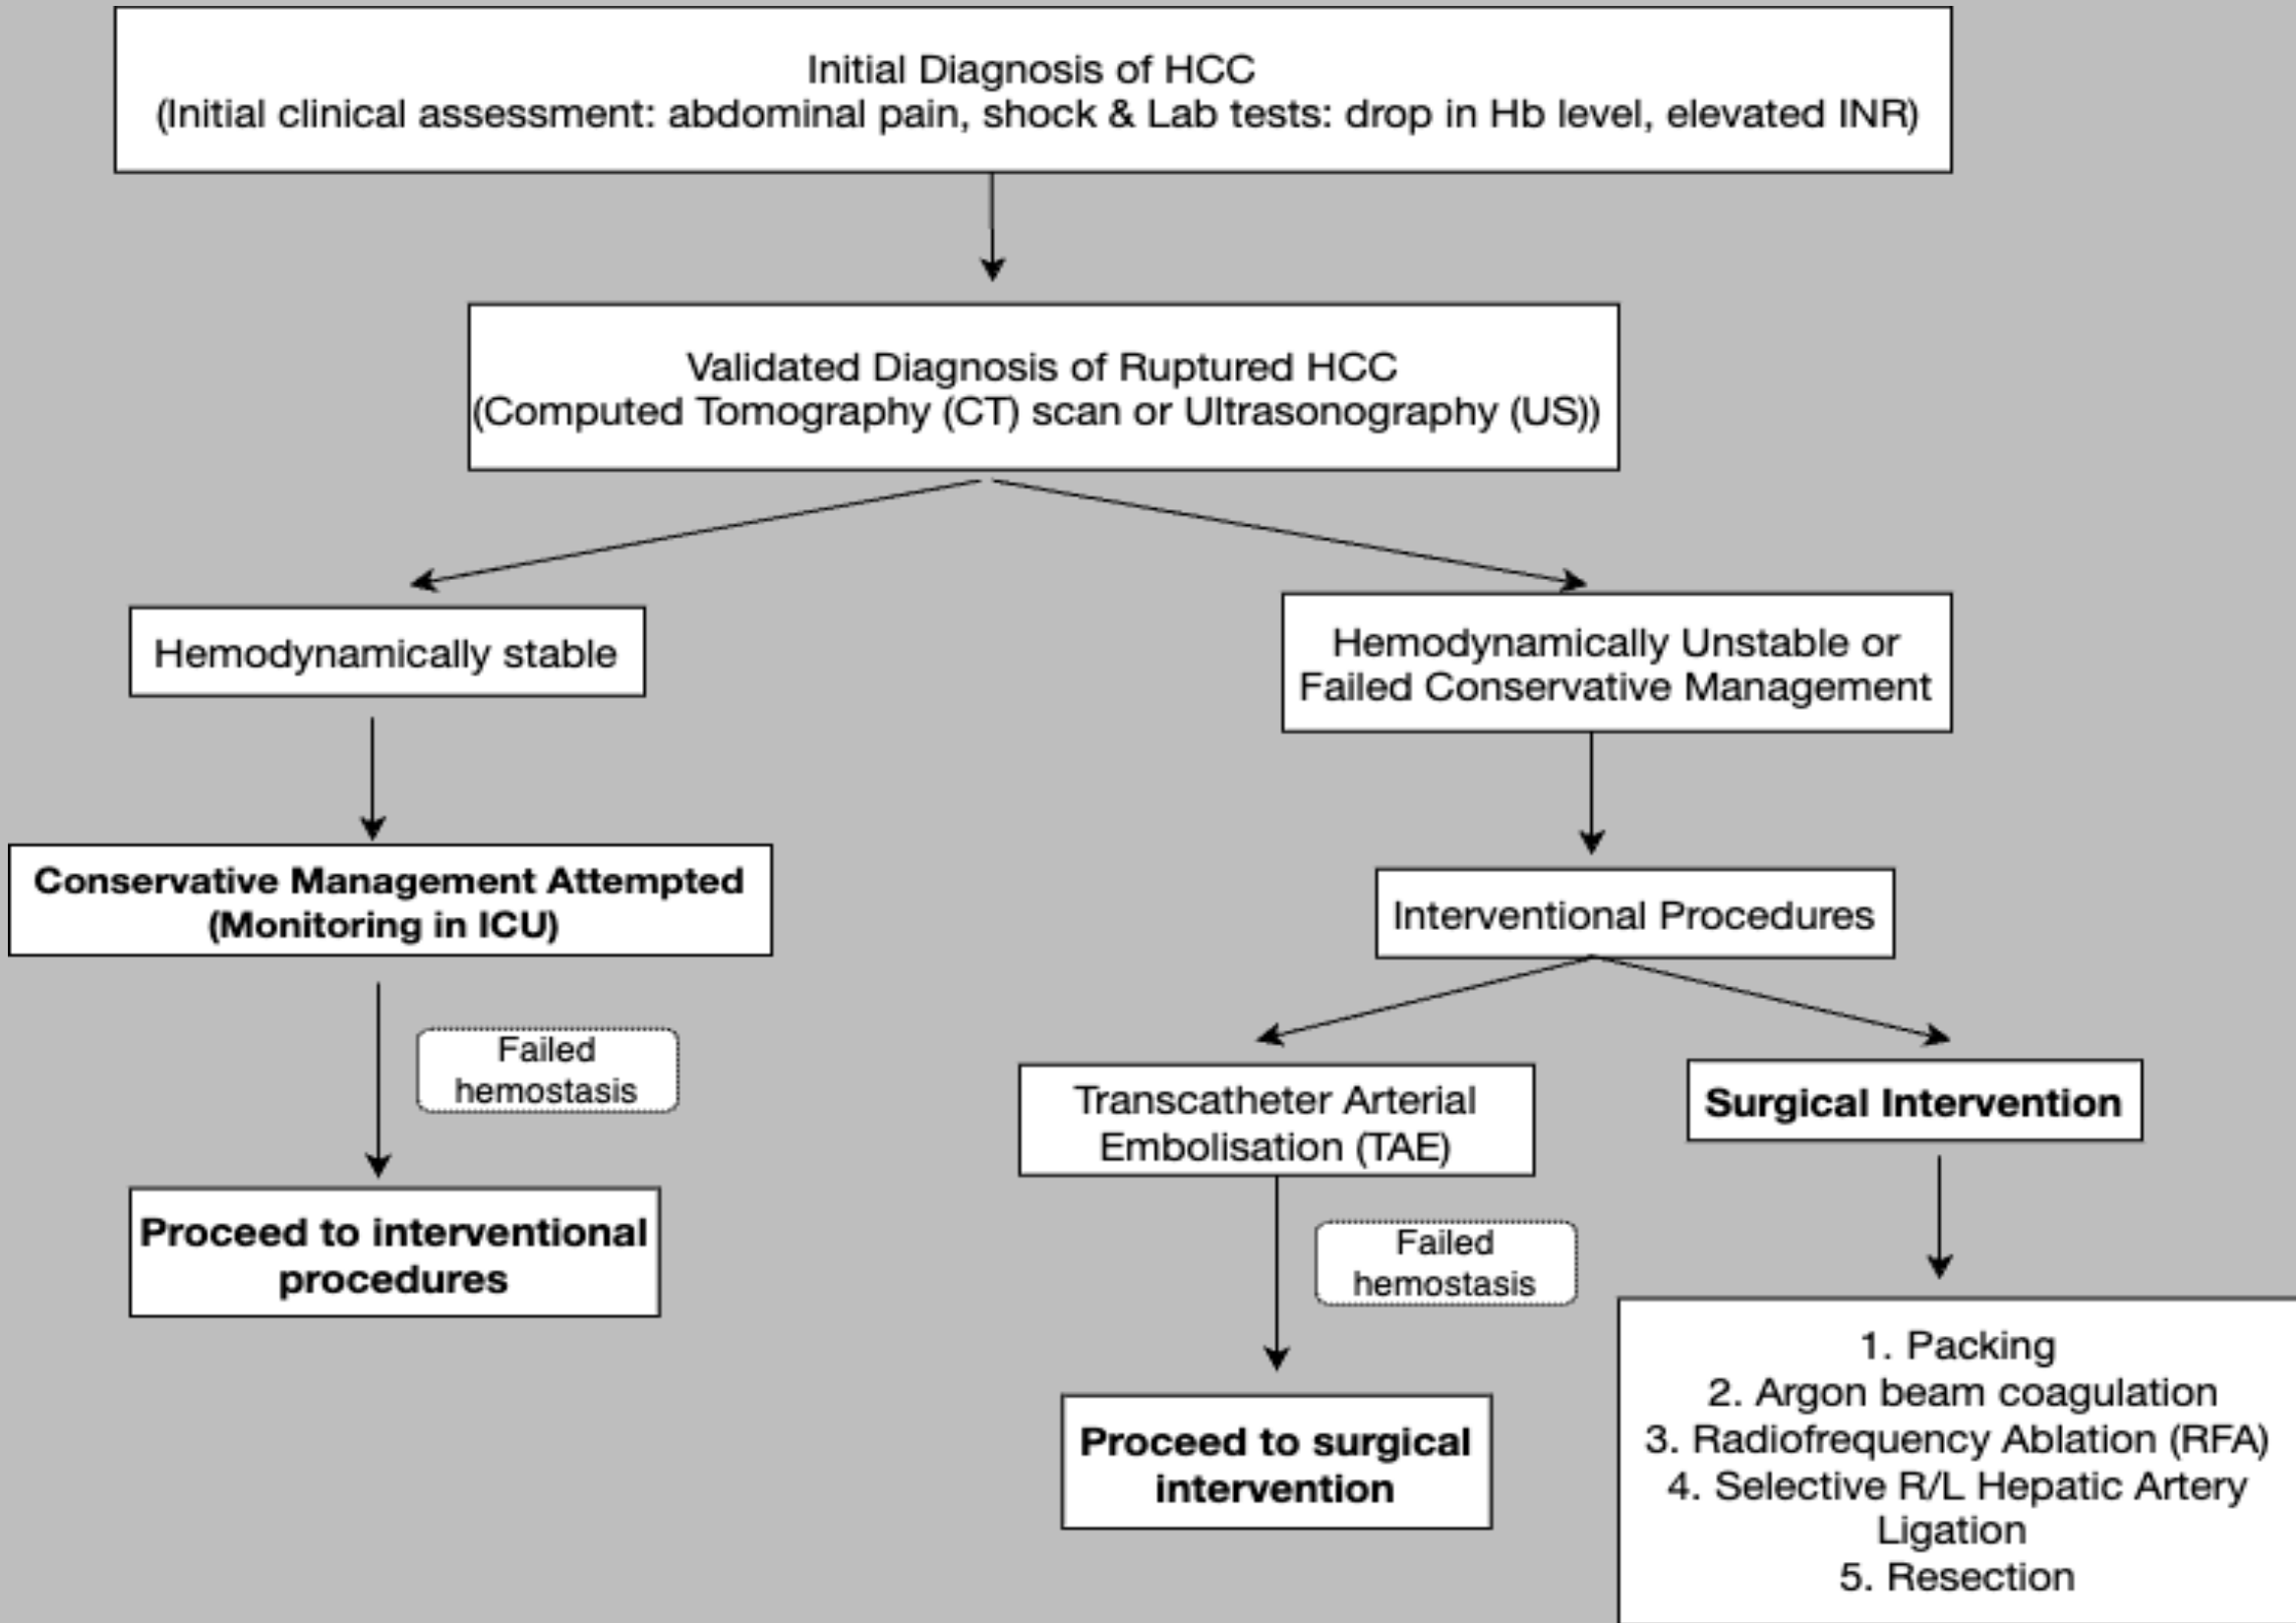 Initial Diagnosis of HCC
(Initial clinical assessment: abdominal pain, shock & Lab tests: drop in Hb level, elevated INR)
Validated Diagnosis of Ruptured HCC
(Computed Tomography (CT) scan or Ultrasonography (US))
Hemodynamically stable
Hemodynamically Unstable or
Failed Conservative Management
Conservative Management Attempted
(Monitoring in ICU)
Interventional Procedures
Failed
hemostasis
Transcatheter Arterial
Embolisation (TAE)
Surgical Intervention
Proceed to interventional
procedures
Failed
hemostasis
Proceed to surgical
intervention
1. Packing
2. Argon beam coagulation
3. Radiofrequency Ablation (RFA)
4. Selective R/L Hepatic Artery
Ligation
5. Resection